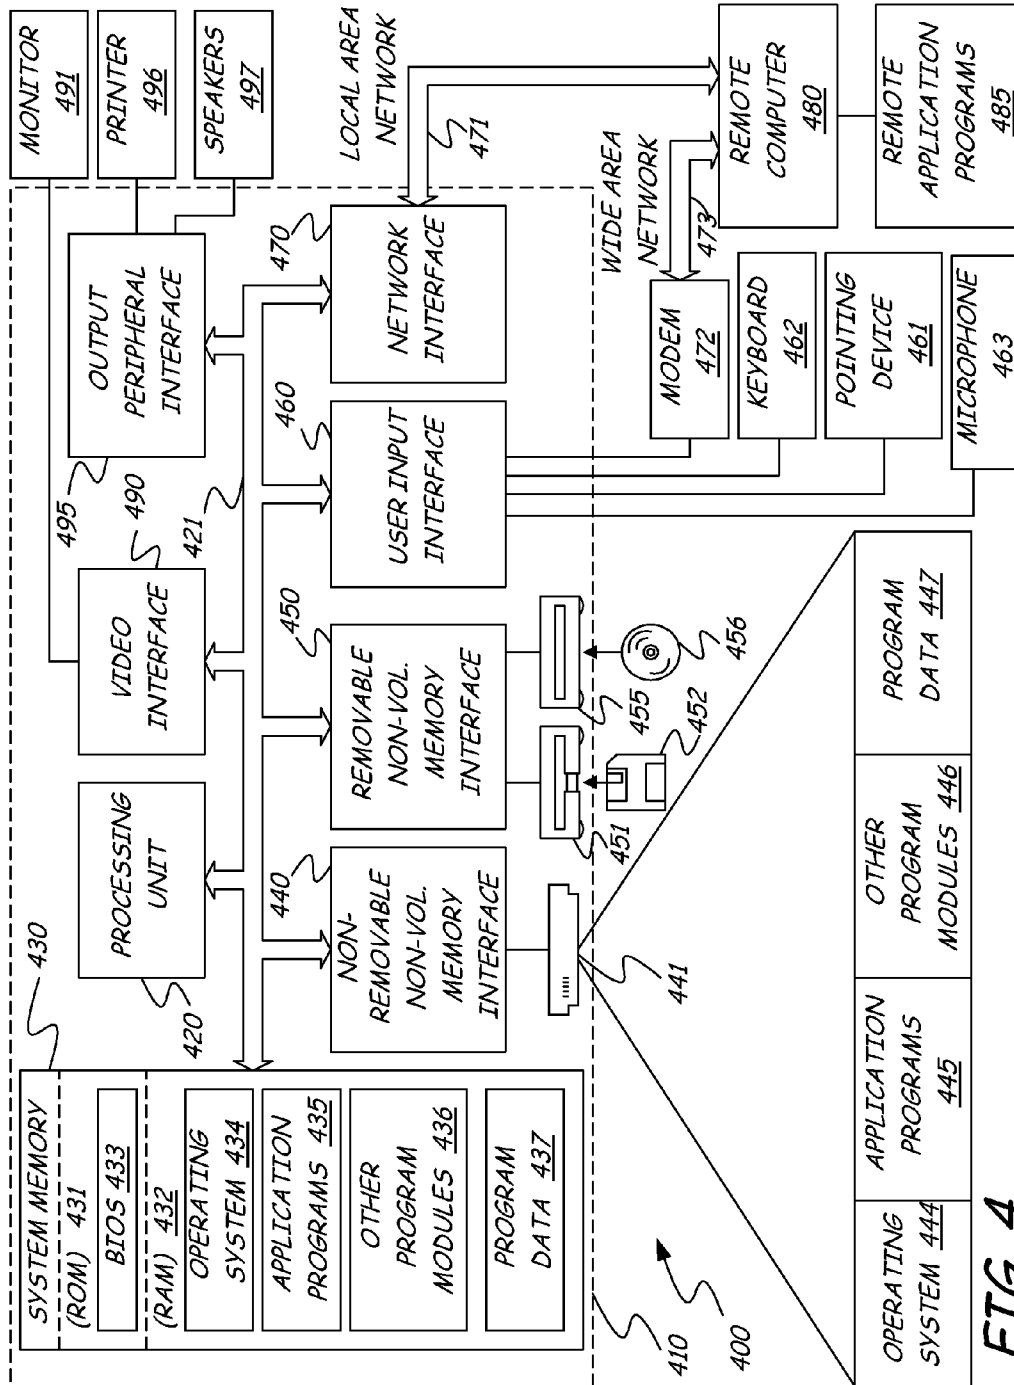 SYSTEM MEMORY
(ROM) 431
BIOS 433
(RAM) 432
OPERATING
SYSTEM 434
APPLICATION
PROGRAMS 435
OTHER
PROGRAM
MODULES 436
PROGRAM
DATA 437
430
PROCESSING
UNIT
420
VIDEO
INTERFACE
490
421
OUTPUT
PERIPHERAL
INTERFACE
495
MONITOR
491
PRINTER
496
SPEAKERS
497
440
NON-
REMOVABLE
NON-VOL.
MEMORY
INTERFACE
450
REMOVABLE
NON-VOL.
MEMORY
INTERFACE
460
USER INPUT
INTERFACE
470
NETWORK
INTERFACE
LOCAL AREA
NETWORK
471
441
451
452
455
456
WIDE AREA
NETWORK
473
MODEM
472
KEYBOARD
462
POINTING
DEVICE
461
MICROPHONE
463
REMOTE
COMPUTER
480
REMOTE
APPLICATION
PROGRAMS
485
410
400
OPERATING
SYSTEM 444
APPLICATION
PROGRAMS
445
OTHER
PROGRAM
MODULES 446
PROGRAM
DATA 447
FIG. 4